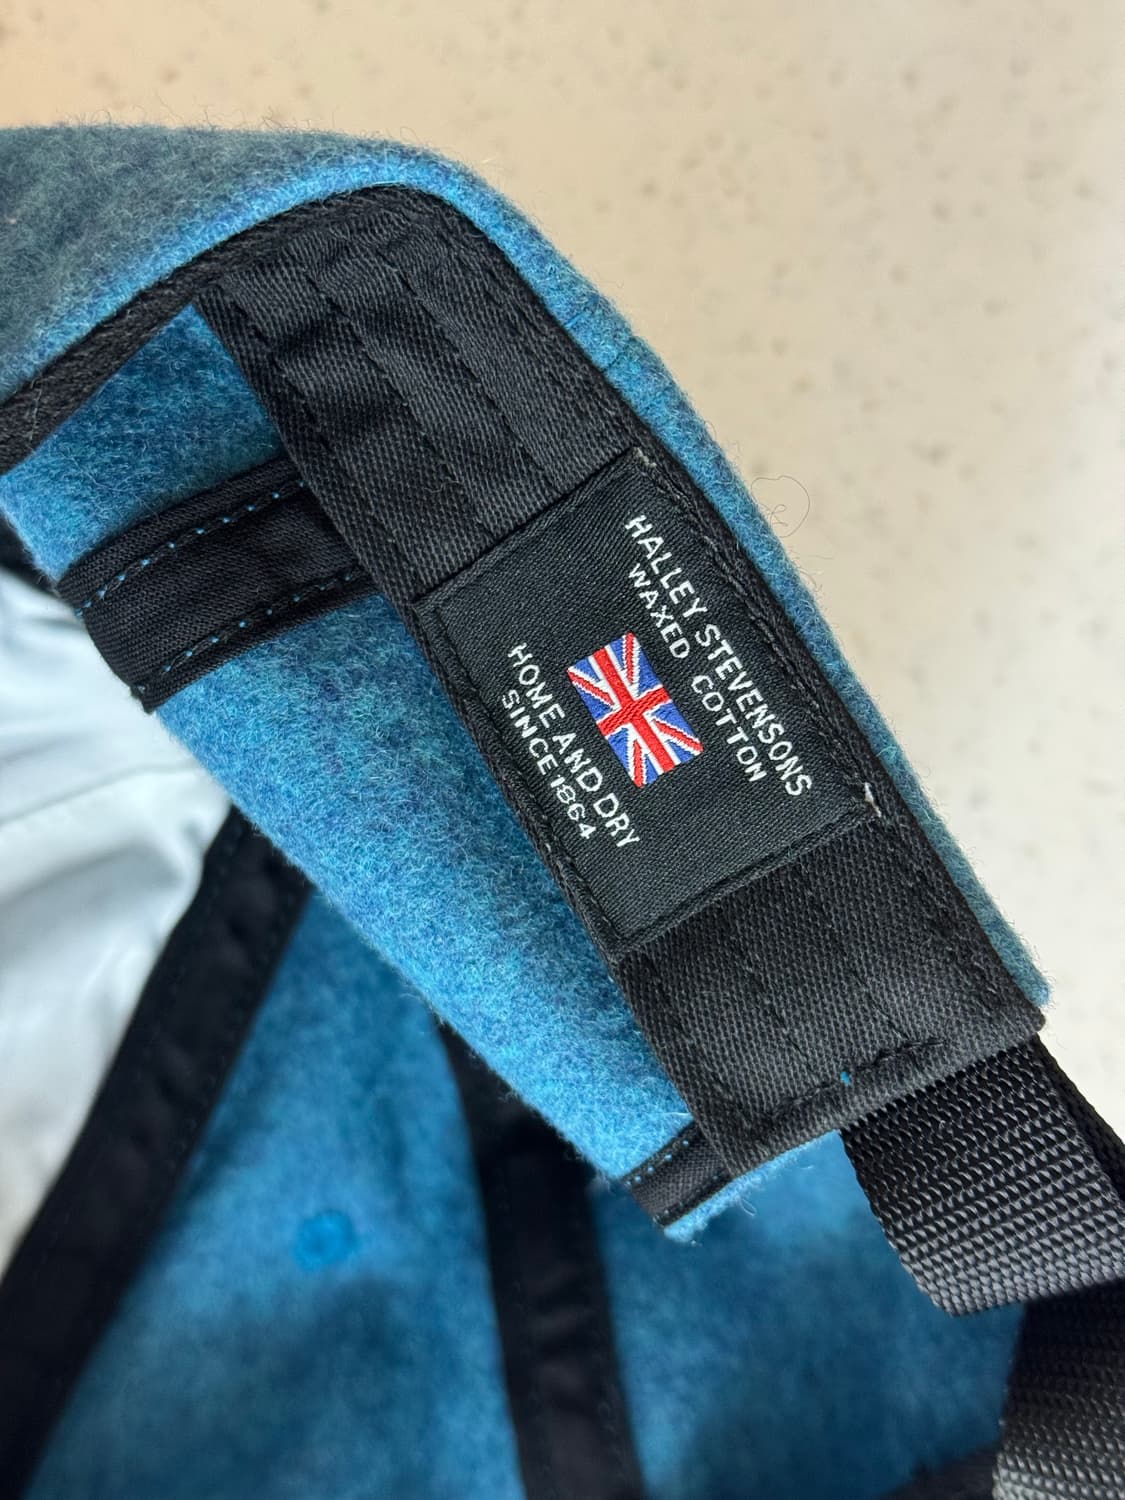 HALLEY STEVENSONS
WAXED COTTON
HOME AND DRY
SINCE 1864